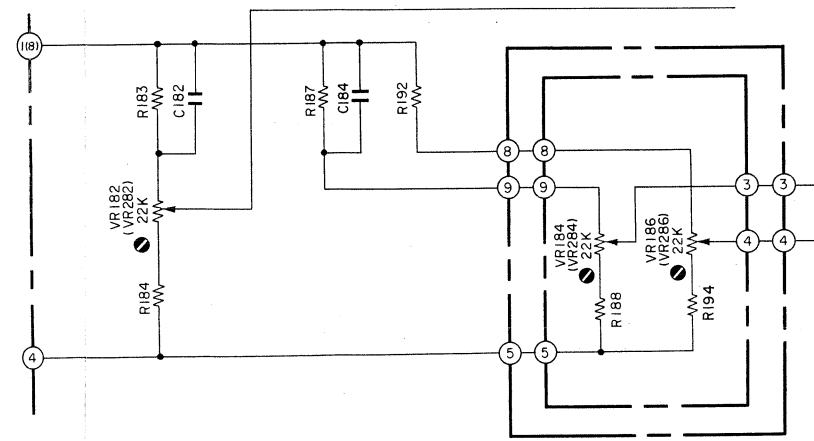 1(8)
R183
C182
R187
C184
R192
8
8
9
9
3
3
VR182
(VR282)
22K
VR184
(VR284)
22K
VR186
(VR286)
22K
4
4
R184
R188
R194
4
5
5